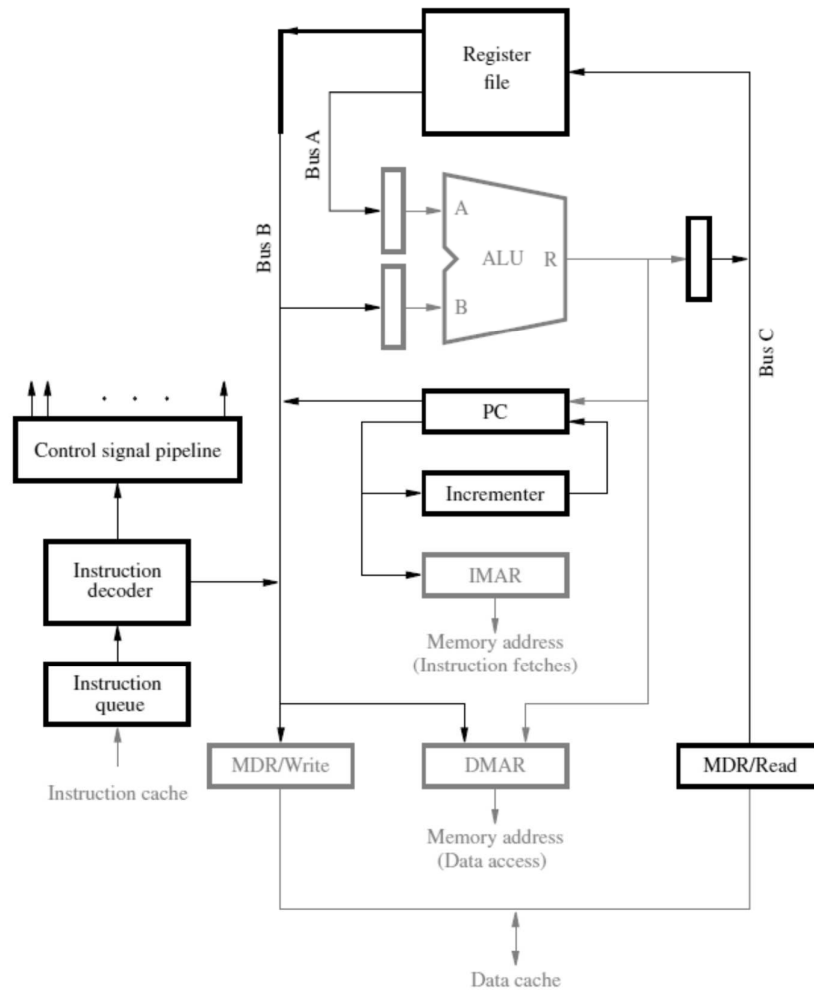 Register
file
Bus A
Bus B
A
ALU
R
B
Bus C
. . .
PC
Control signal pipeline
Incrementer
Instruction
decoder
IMAR
Memory address
(Instruction fetches)
Instruction
queue
MDR/Write
DMAR
MDR/Read
Instruction cache
Memory address
(Data access)
Data cache